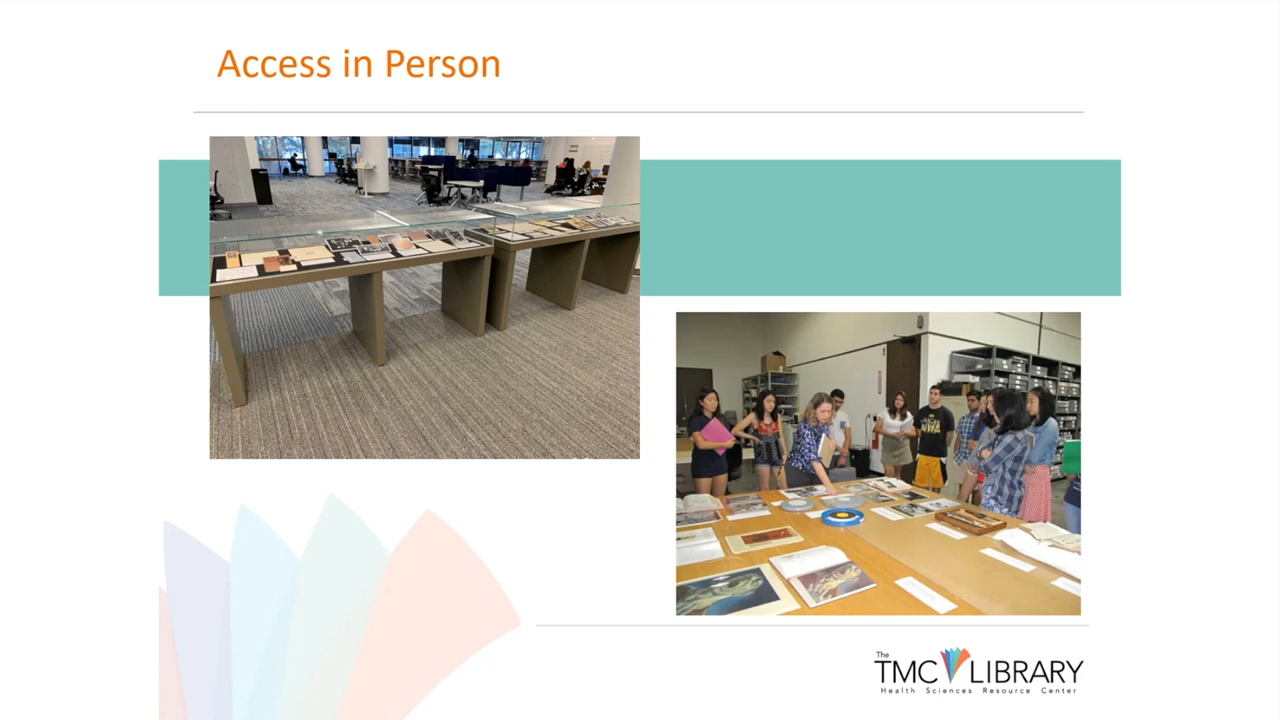 Access in Person
The
TMC LIBRARY
Health Sciences Resource Center